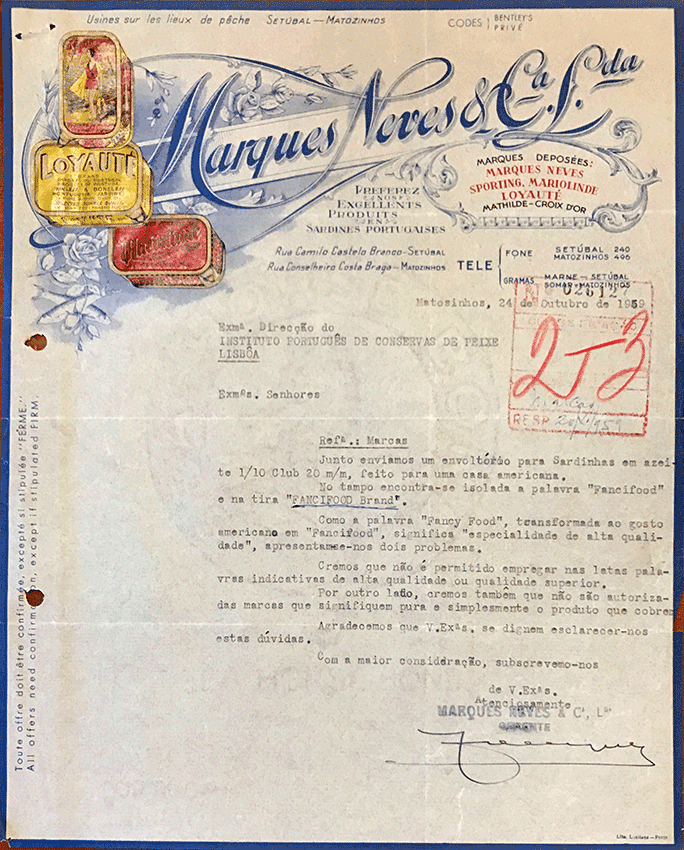 Usines sur les lieux de pêche SETÚBAL — MATOZINHOS
CODES BENTLEY'S
PRIVÉ
Marques Neves & Cª. Lda
LOYAUTÉ
MARQUES DEPOSÉES:
MARQUES NEVES
SPORTING, MARIOLINDE
LOYAUTÉ
MATHILDE - CROIX D'OR
PREFEREZ
NOS
EXCELLENTS
PRODUITS
EN
SARDINES PORTUGAISES
Rua Camilo Castelo Branco - SETÚBAL
Rua Conselheiro Costa Braga - MATOZINHOS
TELE
FONE SETÚBAL 240
MATOZINHOS 496
GRAMAS MARNE - SETÚBAL
SOMAR - MATOZINHOS
Matosinhos, 24 de Outubro de 1959
02812
253
RESP.
Exmª. Direcção do
INSTITUTO PORTUGUÊS DE CONSERVAS DE PEIXE
LISBÔA
Exmºs. Senhores
Refª.: Marcas
Junto enviamos um envoltório para Sardinhas em azei
te 1/10 Club 20 m/m, feito para uma casa americana.
No tampo encontra-se isolada a palavra "Fancifood"
e na tira "FANCIFOOD Brand".
Como a palavra "Fancy Food", transformada ao gosto
americano em "Fancifood", significa "especialidade de alta quali-
dade", apresentam-se-nos dois problemas.
Cremos que não é permitido empregar nas latas pala-
vras indicativas de alta qualidade ou qualidade superior.
Por outro lado, cremos também que não são autoriza-
das marcas que signifiquem pura e simplesmente o produto que cobrem
Agradecemos que V.Exªs. se dignem esclarecer-nos
estas dúvidas.
Com a maior consideração, subscrevemo-nos
de V.Exªs.
Atenciosamente
MARQUES NEVES & Cª, Lda
GERENTE
Toute offre doit être confirmée, excepté si stipulée "FERME."
All offers need confirmation, except if stipulated FIRM.